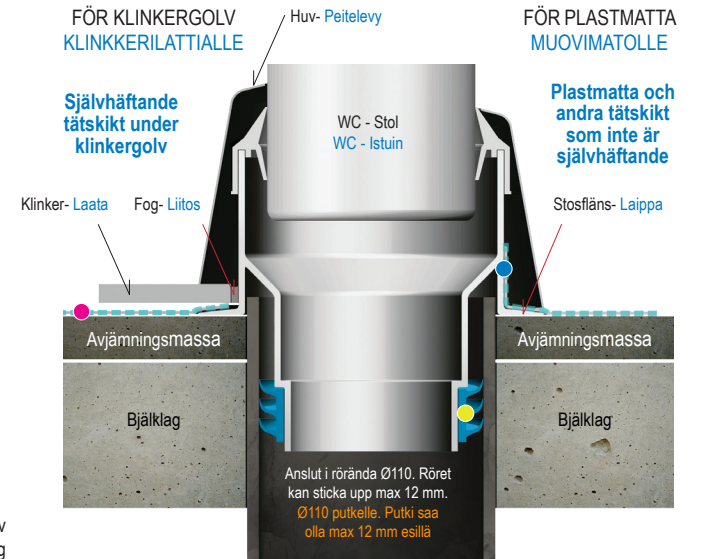 FÖR KLINKERGOLV
KLINKKERILATTIALLE
Huv- Peitelevy
FÖR PLASTMATTA
MUOVIMATOLLE
Självhäftande
tätskikt under
klinkergolv
WC - Stol
WC - Istuin
Plastmatta och
andra tätskikt
som inte är
självhäftande
Klinker- Laata
Fog- Liitos
Stosfläns- Laippa
Avjämningsmassa
Avjämningsmassa
Bjälklag
Bjälklag
Anslut i rörända Ø110. Röret
kan sticka upp max 12 mm.
Ø110 putkelle. Putki saa
olla max 12 mm esillä
v
g